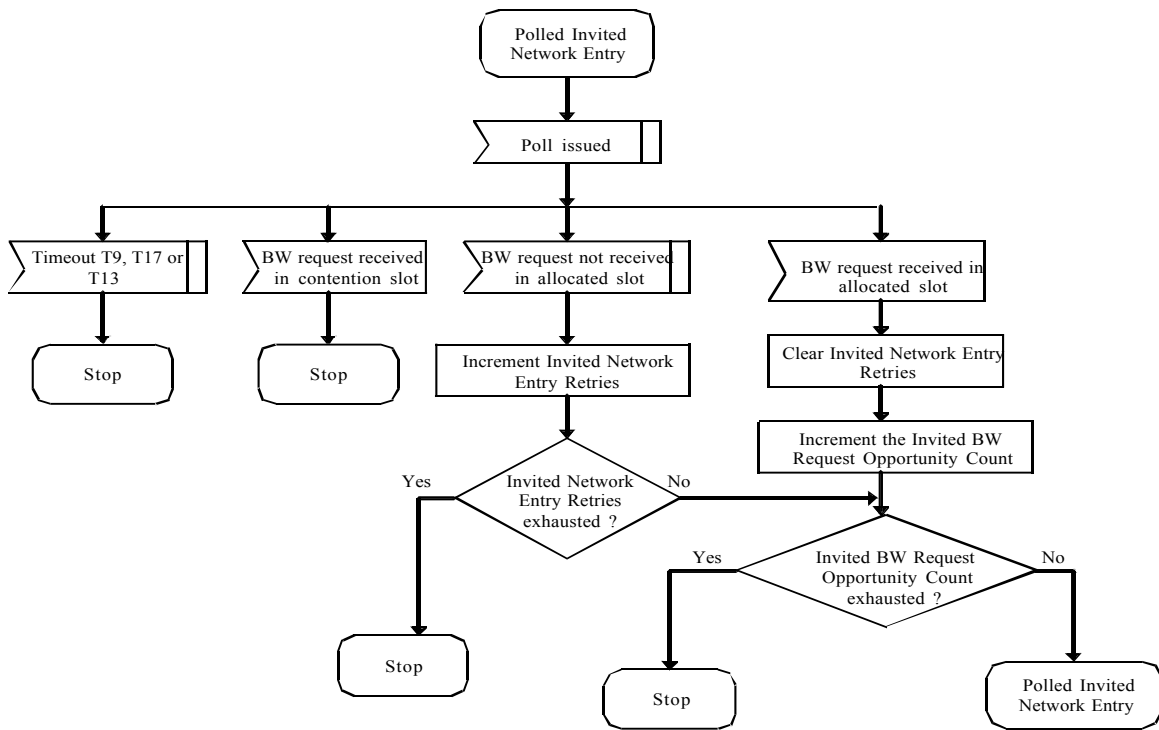 Polled Invited
Network Entry
Poll issued
Timeout T9, T17 or
T13
BW request received
in contention slot
BW request not received
in allocated slot
BW request received in
allocated slot
Stop
Stop
Increment Invited Network
Entry Retries
Clear Invited Network Entry
Retries
Increment the Invited BW
Request Opportunity Count
Yes
Invited Network
Entry Retries
exhausted ?
No
Yes
Invited BW Request
Opportunity Count
exhausted ?
No
Stop
Stop
Polled Invited
Network Entry